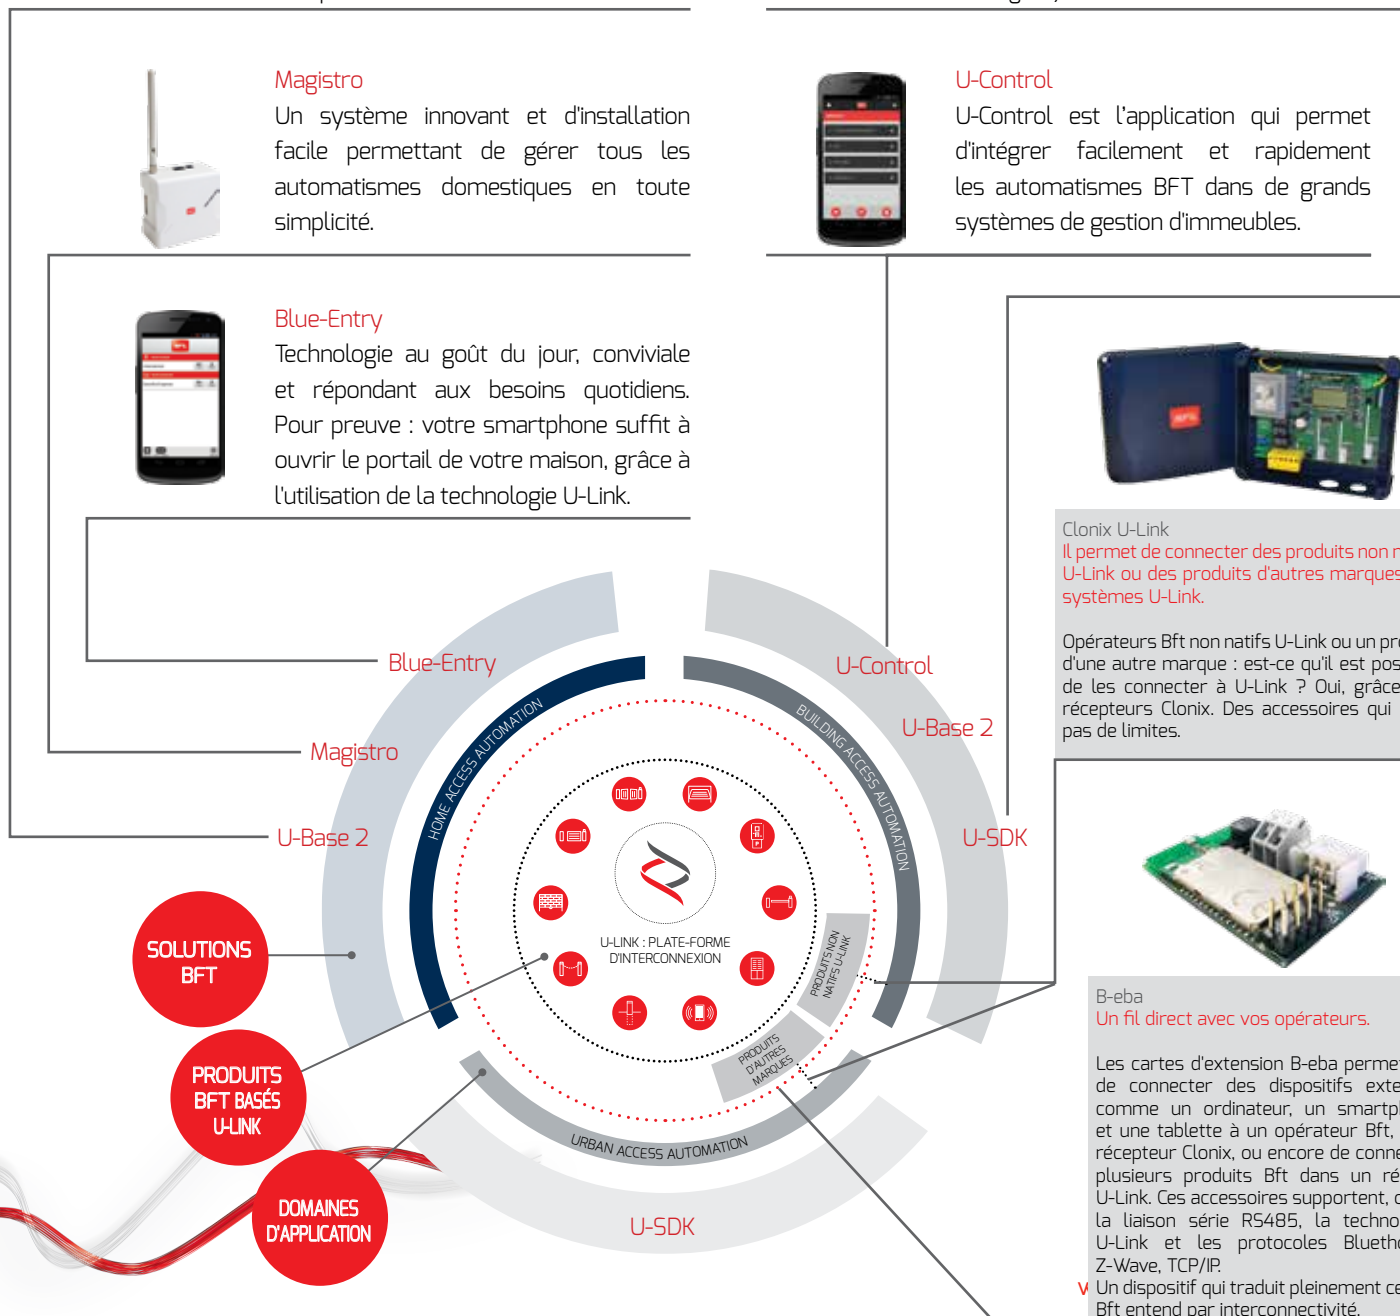 Magistro
Un système innovant et d'installation
facile permettant de gérer tous les
automatismes domestiques en toute
simplicité.
U-Control
U-Control est l'application qui permet
d'intégrer facilement et rapidement
les automatismes BFT dans de grands
systèmes de gestion d'immeubles.
Blue-Entry
Technologie au goût du jour, conviviale
et répondant aux besoins quotidiens.
Pour preuve : votre smartphone suffit à
ouvrir le portail de votre maison, grâce à
l'utilisation de la technologie U-Link.
Clonix U-Link
Il permet de connecter des produits non
U-Link ou des produits d'autres marques
systèmes U-Link.
Opérateurs Bft non natifs U-Link ou un
d'une autre marque : est-ce qu'il est
de les connecter à U-Link ? Oui, grâce
récepteurs Clonix. Des accessoires qui
pas de limites.
B-eba
Un fil direct avec vos opérateurs.
Les cartes d'extension B-eba
de connecter des dispositifs
comme un ordinateur, un
et une tablette à un opérateur Bft,
récepteur Clonix, ou encore de
plusieurs produits Bft dans un
U-Link. Ces accessoires supportent,
la liaison série RS485, la
U-Link et les protocoles
Z-Wave, TCP/IP.
Un dispositif qui traduit pleinement
Bft entend par interconnectivité.
Blue-Entry
Magistro
U-Base 2
U-Control
U-Base 2
U-SDK
HOME ACCESS AUTOMATION
BUILDING ACCESS AUTOMATION
URBAN ACCESS AUTOMATION
U-LINK : PLATE-FORME
D'INTERCONNEXION
PRODUITS NON
NATIFS U-LINK
PRODUITS
D'AUTRES
MARQUES
U-SDK
SOLUTIONS
BFT
PRODUITS
BFT BASÉS
U-LINK
DOMAINES
D'APPLICATION